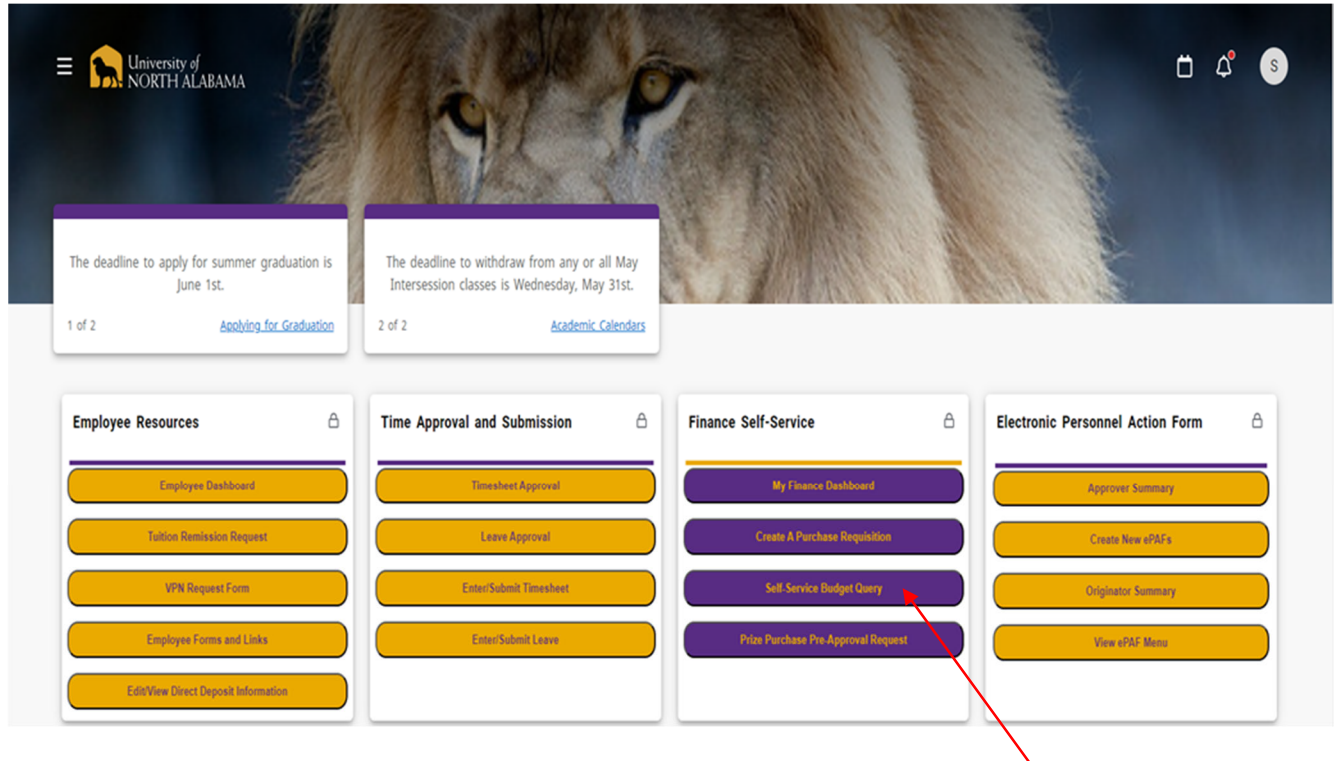 University of
NORTH ALABAMA
S
The deadline to apply for summer graduation is
June 1st.
1 of 2
Applying for Graduation
The deadline to withdraw from any or all May
Intersession classes is Wednesday, May 31st.
2 of 2
Academic Calendars
Employee Resources
Employee Dashboard
Tuition Remission Request
VPN Request Form
Employee Forms and Links
Edit/View Direct Deposit Information
Time Approval and Submission
Timesheet Approval
Leave Approval
Enter/Submit Timesheet
Enter/Submit Leave
Finance Self-Service
My Finance Dashboard
Create A Purchase Requisition
Self-Service Budget Query
Prize Purchase Pre-Approval Request
Electronic Personnel Action Form
Approver Summary
Create New ePAFs
Originator Summary
View ePAF Menu